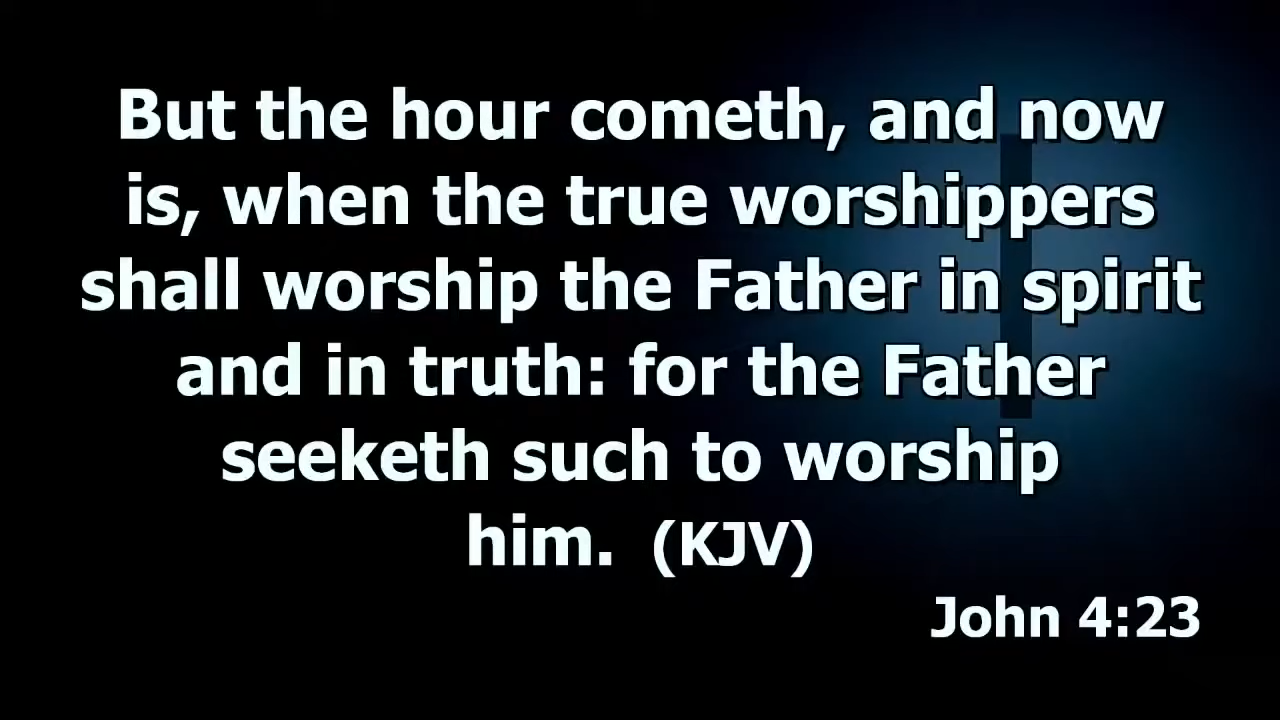 But the hour cometh, and now
is, when the true worshippers
shall worship the Father in spirit
and in truth: for the Father
seeketh such to worship
him.  (KJV)
John 4:23